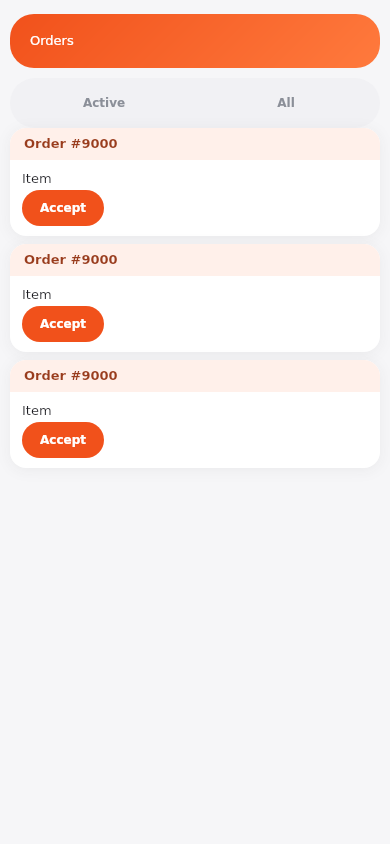 Orders
Active All
Order #9000
Item
Accept
Order #9000
Item
Accept
Order #9000
Item
Accept